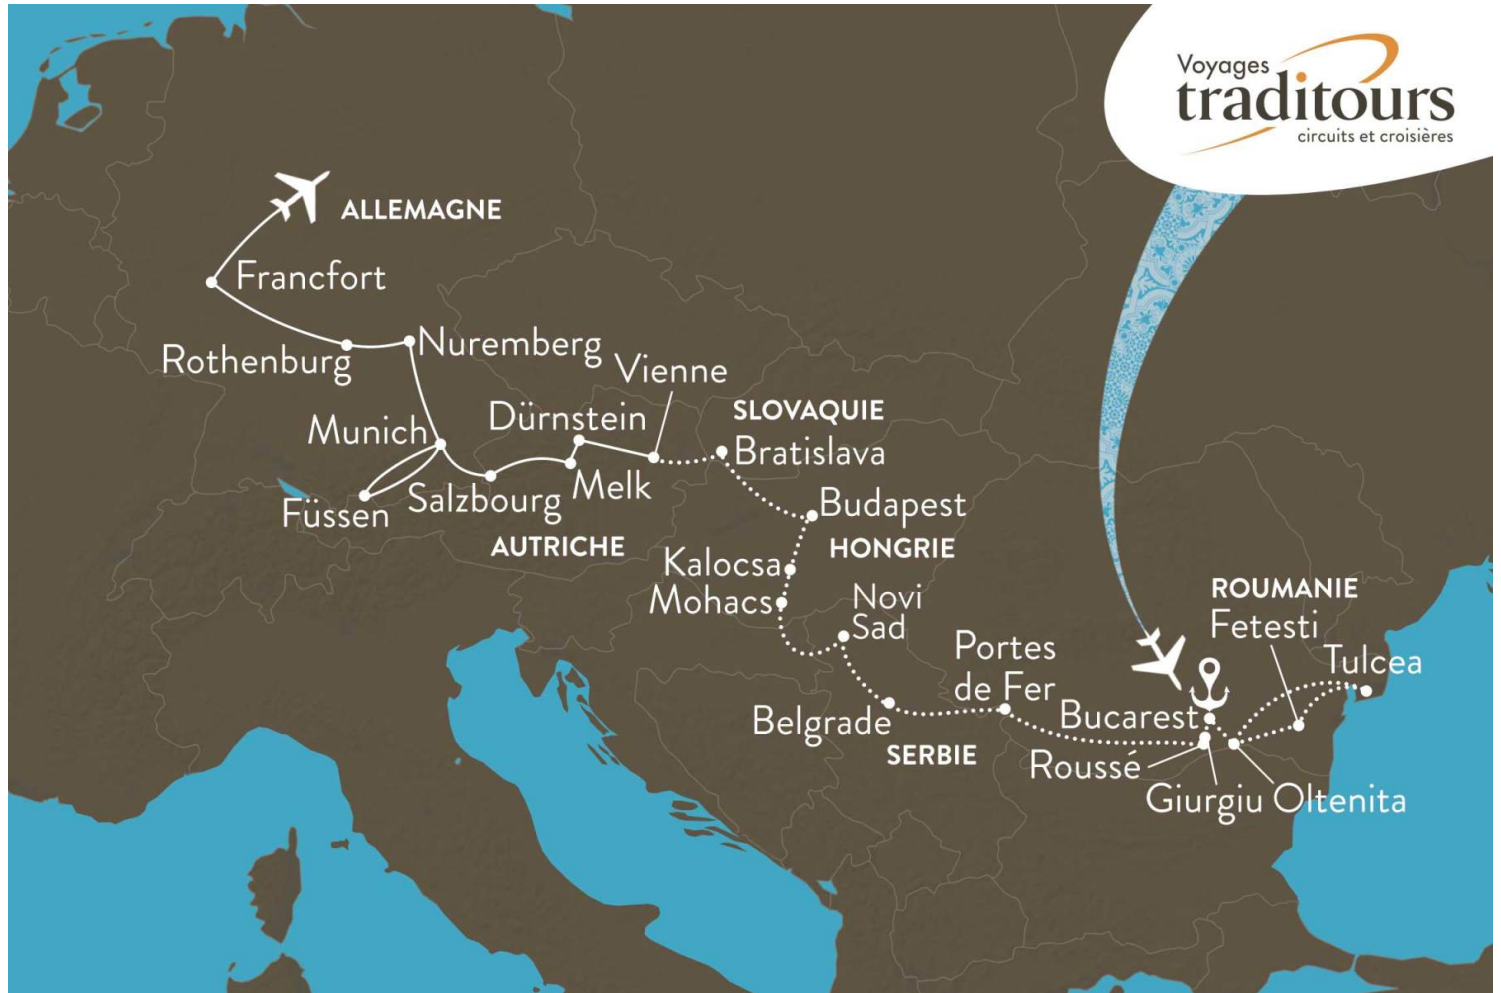 Voyages
traditours
circuits et croisières
ALLEMAGNE
Francfort
Nuremberg
Rothenburg
Vienne
SLOVAQUIE
Dürnstein
Munich
Bratislava
Melk
Salzbourg
Füssen
Budapest
AUTRICHE
HONGRIE
Kalocsa
Mohacs
Novi
Sad
ROUMANIE
Fetesti
Portes
de Fer
Tulcea
Belgrade
Bucarest
SERBIE
Roussé
Giurgiu
Oltenita